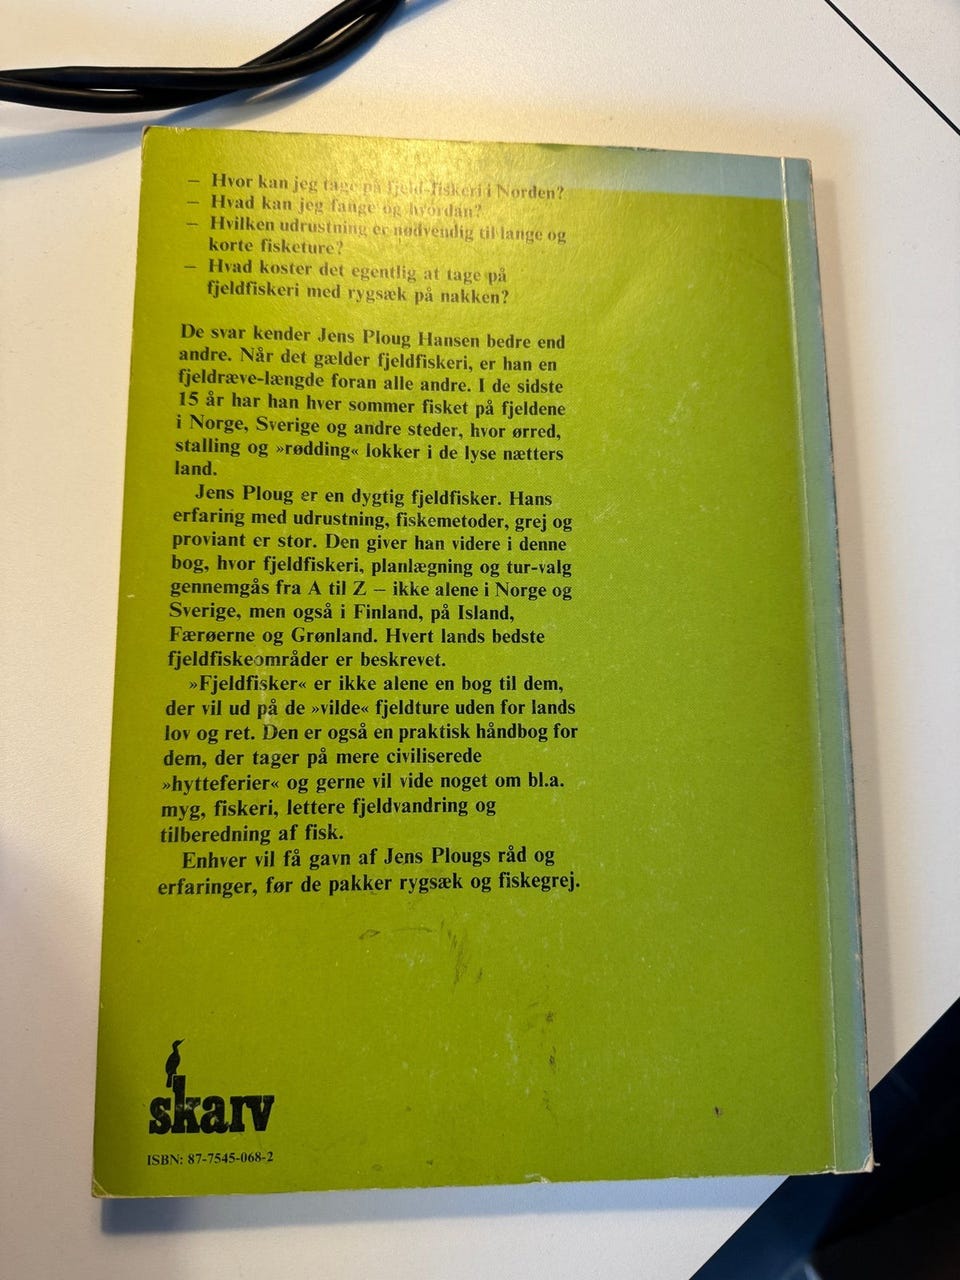 – Hvor kan jeg tage på fjeld-fiskeri i Norden?
– Hvad kan jeg fange og hvordan?
– Hvilken udrustning er nødvendig til lange og
korte fisketure?
– Hvad koster det egentlig at tage på
fjeldfiskeri med rygsæk på nakken?
De svar kender Jens Ploug Hansen bedre end
andre. Når det gælder fjeldfiskeri, er han en
fjeldræve-længde foran alle andre. I de sidste
15 år har han hver sommer fisket på fjeldene
i Norge, Sverige og andre steder, hvor ørred,
stalling og »rødding« lokker i de lyse nætters
land.
Jens Ploug er en dygtig fjeldfisker. Hans
erfaring med udrustning, fiskemetoder, grej og
proviant er stor. Den giver han videre i denne
bog, hvor fjeldfiskeri, planlægning og tur-valg
gennemgås fra A til Z – ikke alene i Norge og
Sverige, men også i Finland, på Island,
Færøerne og Grønland. Hvert lands bedste
fjeldfiskeområder er beskrevet.
»Fjeldfisker« er ikke alene en bog til dem,
der vil ud på de »vilde« fjeldture uden for lands
lov og ret. Den er også en praktisk håndbog for
dem, der tager på mere civiliserede
»hytteferier« og gerne vil vide noget om bl.a.
myg, fiskeri, lettere fjeldvandring og
tilberedning af fisk.
Enhver vil få gavn af Jens Plougs råd og
erfaringer, før de pakker rygsæk og fiskegrej.
skarv
ISBN: 87-7545-068-2